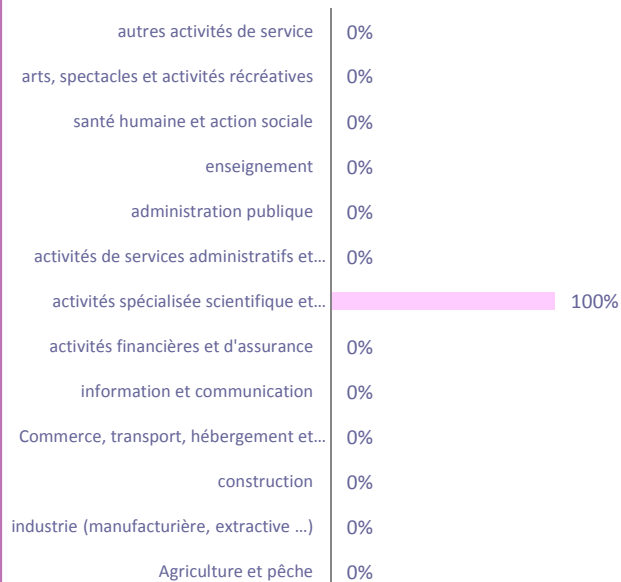 autres activités de service 0%
arts, spectacles et activités récréatives 0%
santé humaine et action sociale 0%
enseignement 0%
administration publique 0%
activités de services administratifs et… 0%
activités spécialisée scientifique et… 100%
activités financières et d'assurance 0%
information et communication 0%
Commerce, transport, hébergement et… 0%
construction 0%
industrie (manufacturière, extractive …) 0%
Agriculture et pêche 0%